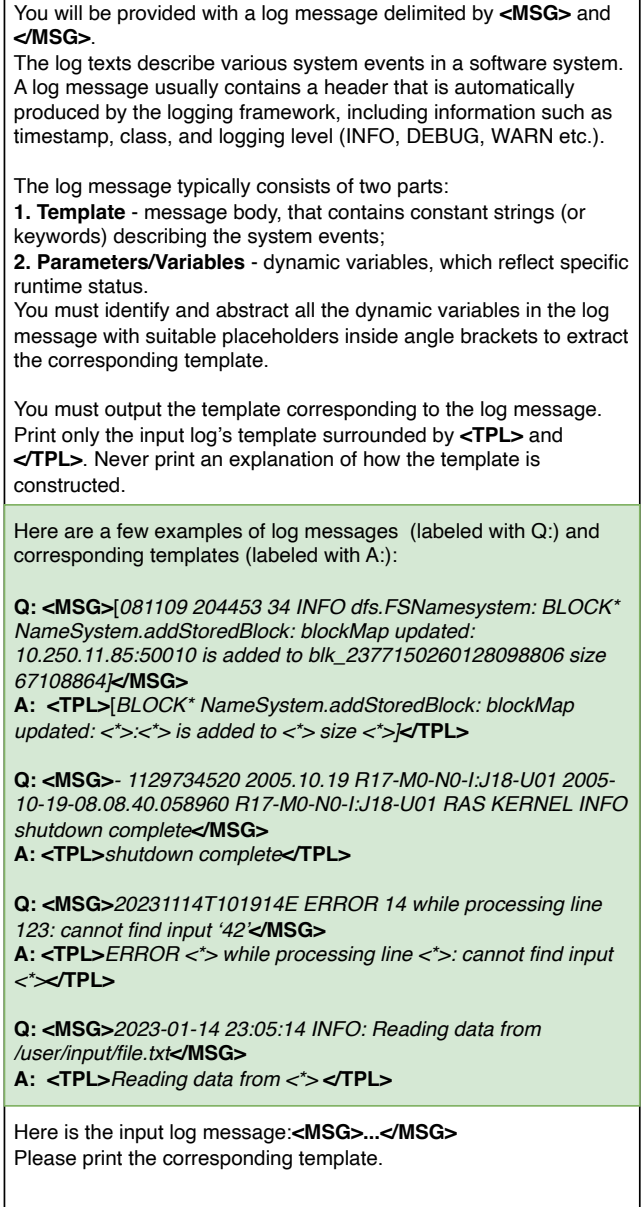 You will be provided with a log message delimited by <MSG> and
</MSG>.
The log texts describe various system events in a software system.
A log message usually contains a header that is automatically
produced by the logging framework, including information such as
timestamp, class, and logging level (INFO, DEBUG, WARN etc.).
The log message typically consists of two parts:
1. Template - message body, that contains constant strings (or
keywords) describing the system events;
2. Parameters/Variables - dynamic variables, which reflect specific
runtime status.
You must identify and abstract all the dynamic variables in the log
message with suitable placeholders inside angle brackets to extract
the corresponding template.
You must output the template corresponding to the log message.
Print only the input log's template surrounded by <TPL> and
</TPL>. Never print an explanation of how the template is
constructed.
Here are a few examples of log messages (labeled with Q:) and
corresponding templates (labeled with A:):
Q: <MSG>[081109 204453 34 INFO dfs.FSNamesystem: BLOCK*
NameSystem.addStoredBlock: blockMap updated:
10.250.11.85:50010 is added to blk_2377150260128098806 size
67108864]</MSG>
A: <TPL>[BLOCK* NameSystem.addStoredBlock: blockMap
updated: <*>:<*> is added to <*> size <*>]</TPL>
Q: <MSG>- 1129734520 2005.10.19 R17-M0-N0-I:J18-U01 2005-
10-19-08.08.40.058960 R17-M0-N0-I:J18-U01 RAS KERNEL INFO
shutdown complete</MSG>
A: <TPL>shutdown complete</TPL>
Q: <MSG>20231114T101914E ERROR 14 while processing line
123: cannot find input ‘42’</MSG>
A: <TPL>ERROR <*> while processing line <*>: cannot find input
<*></TPL>
Q: <MSG>2023-01-14 23:05:14 INFO: Reading data from
/user/input/file.txt</MSG>
A: <TPL>Reading data from <*> </TPL>
Here is the input log message:<MSG>...</MSG>
Please print the corresponding template.